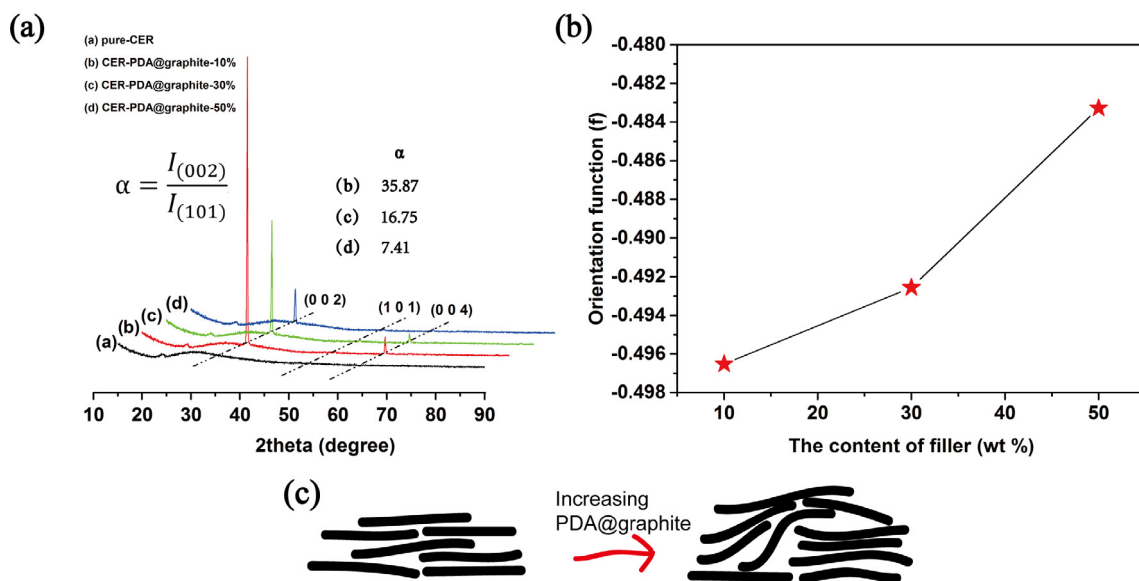 (a)
(a) pure-CER
(b) CER-PDA@graphite-10%
(c) CER-PDA@graphite-30%
(d) CER-PDA@graphite-50%
α = I(002) / I(101)
α
(b) 35.87
(c) 16.75
(d) 7.41
(d)
(c)
(b)
(a)
(0 0 2)
(1 0 1)
(0 0 4)
10 20 30 40 50 60 70 80 90
2theta (degree)
(b)
Orientation function (f)
-0.480
-0.482
-0.484
-0.486
-0.488
-0.490
-0.492
-0.494
-0.496
-0.498
10 20 30 40 50
The content of filler (wt %)
(c)
Increasing
PDA@graphite